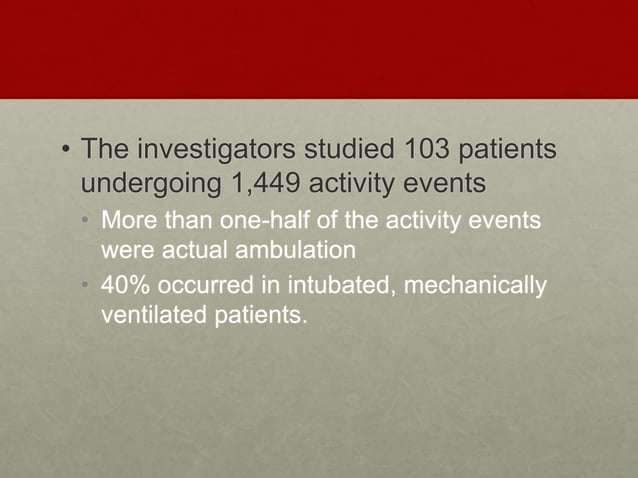 • The investigators studied 103 patients
undergoing 1,449 activity events
• More than one-half of the activity events
were actual ambulation
• 40% occurred in intubated, mechanically
ventilated patients.